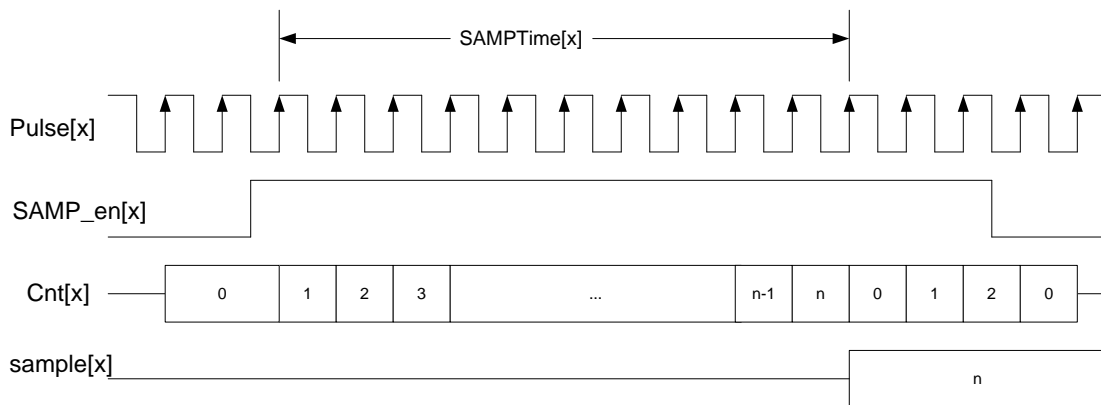 SAMPTime[x]
Pulse[x]
SAMP_en[x]
Cnt[x] 0 1 2 3 ... n-1 n 0 1 2 0
sample[x] n